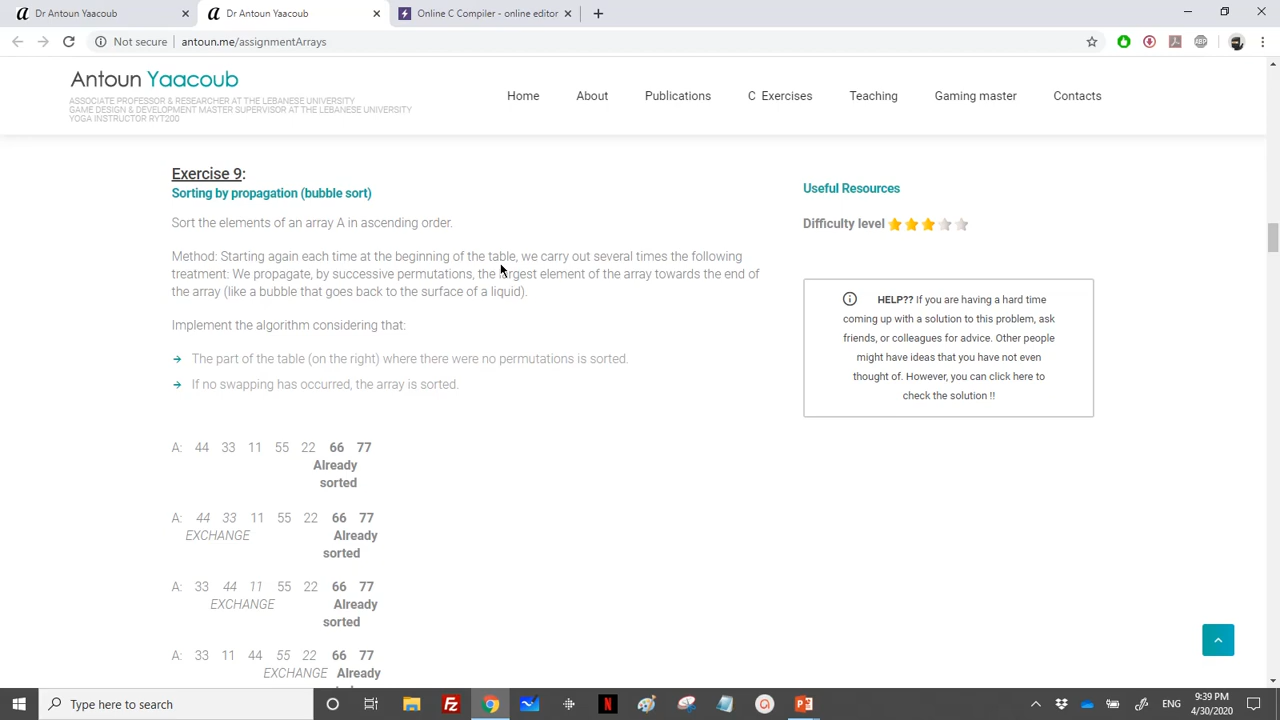 Dr Antoun Yaacoub
Dr Antoun Yaacoub
Online C Compiler - online editor
Not secure
antoun.me/assignmentArrays
Antoun Yaacoub
ASSOCIATE PROFESSOR & RESEARCHER AT THE LEBANESE UNIVERSITY
GAME DESIGN & DEVELOPMENT MASTER SUPERVISOR AT THE LEBANESE UNIVERSITY
YOGA INSTRUCTOR RYT200
Home
About
Publications
C Exercises
Teaching
Gaming master
Contacts
Exercise 9:
Sorting by propagation (bubble sort)
Sort the elements of an array A in ascending order.
Method: Starting again each time at the beginning of the table, we carry out several times the following
treatment: We propagate, by successive permutations, the largest element of the array towards the end of
the array (like a bubble that goes back to the surface of a liquid).
Implement the algorithm considering that:
The part of the table (on the right) where there were no permutations is sorted.
If no swapping has occurred, the array is sorted.
A: 44 33 11 55 22 66 77
Already
sorted
A: 44 33 11 55 22 66 77
EXCHANGE Already
sorted
A: 33 44 11 55 22 66 77
EXCHANGE Already
sorted
A: 33 11 44 55 22 66 77
EXCHANGE Already
Useful Resources
Difficulty level
HELP?? If you are having a hard time
coming up with a solution to this problem, ask
friends, or colleagues for advice. Other people
might have ideas that you have not even
thought of. However, you can click here to
check the solution !!
Type here to search
ENG
9:39 PM
4/30/2020